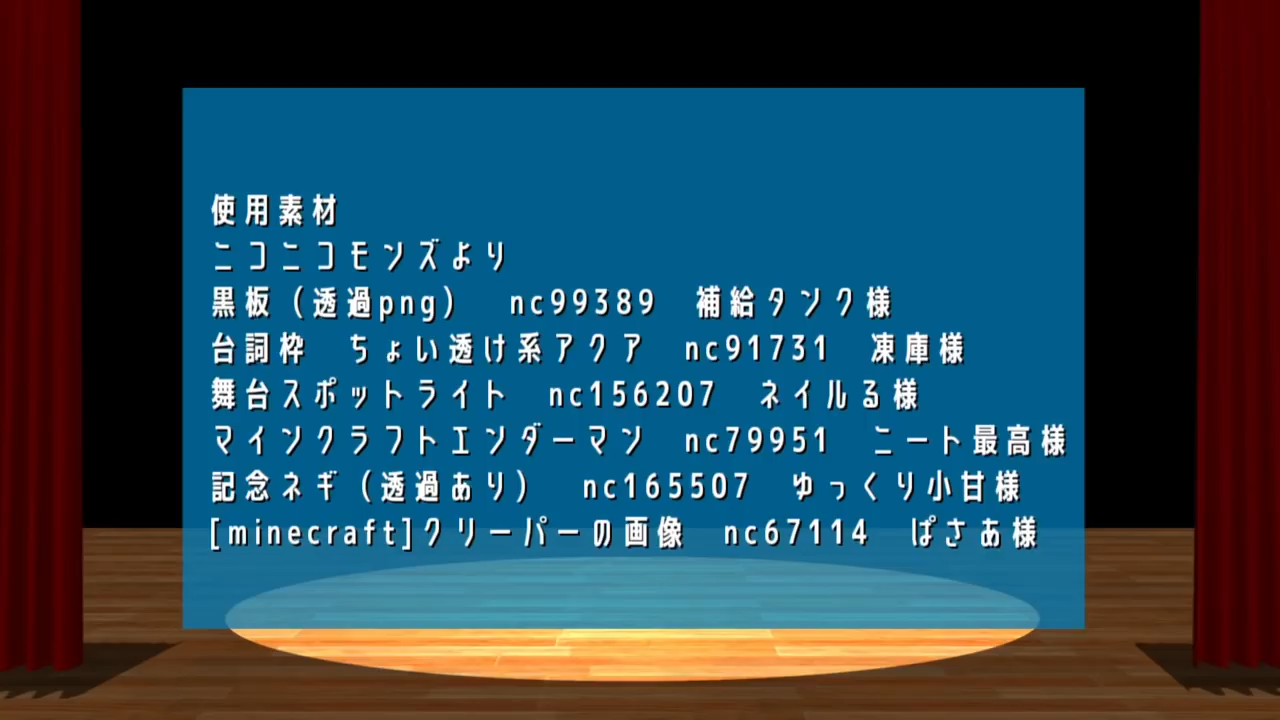 使用素材
ニコニコモンズより
黒板（透過png）　nc99389　補給タンク様
台詞枠　ちょい透け系アクア　nc91731　凍庫様
舞台スポットライト　nc156207　ネイルる様
マインクラフトエンダーマン　nc79951　ニート最高様
記念ネギ（透過あり）　nc165507　ゆっくり小甘様
[minecraft]クリーパーの画像　nc67114　ぱさあ様